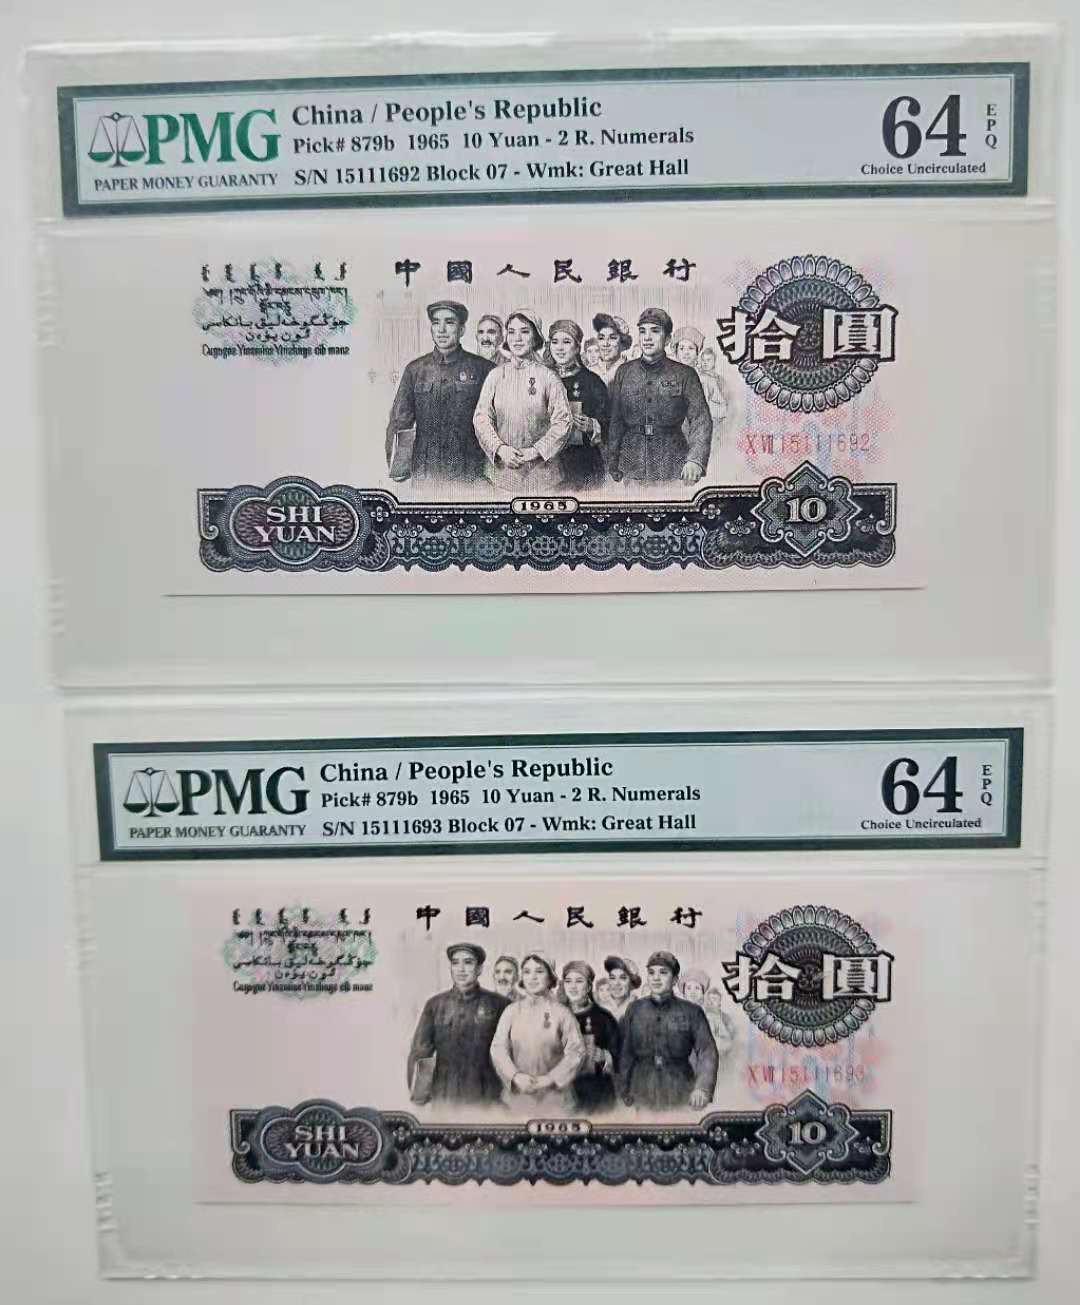 PMG
PAPER MONEY GUARANTY
China / People's Republic
Pick# 879b 1965 10 Yuan - 2 R. Numerals
S/N 15111692 Block 07 - Wmk: Great Hall
64
EPQ
Choice Uncirculated
中國人民銀行
拾圓
1965
SHI
YUAN
10
PMG
PAPER MONEY GUARANTY
China / People's Republic
Pick# 879b 1965 10 Yuan - 2 R. Numerals
S/N 15111693 Block 07 - Wmk: Great Hall
64
EPQ
Choice Uncirculated
中國人民銀行
拾圓
1965
SHI
YUAN
10